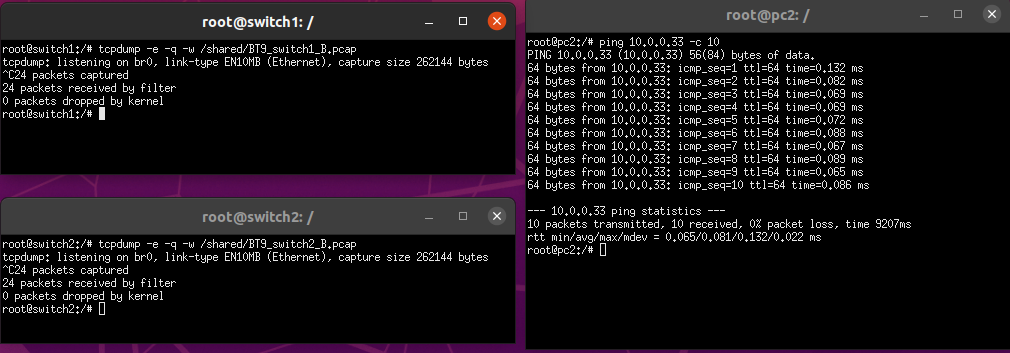 root@switch1: /
root@switch1:/# tcpdump -e -q -w /shared/BT9_switch1_B.pcap
tcpdump: listening on br0, link-type EN10MB (Ethernet), capture size 262144 bytes
^C24 packets captured
24 packets received by filter
0 packets dropped by kernel
root@switch1:/#
root@switch2: /
root@switch2:/# tcpdump -e -q -w /shared/BT9_switch2_B.pcap
tcpdump: listening on br0, link-type EN10MB (Ethernet), capture size 262144 bytes
^C24 packets captured
24 packets received by filter
0 packets dropped by kernel
root@switch2:/#
root@pc2: /
root@pc2:/# ping 10.0.0.33 -c 10
PING 10.0.0.33 (10.0.0.33) 56(84) bytes of data.
64 bytes from 10.0.0.33: icmp_seq=1 ttl=64 time=0.132 ms
64 bytes from 10.0.0.33: icmp_seq=2 ttl=64 time=0.082 ms
64 bytes from 10.0.0.33: icmp_seq=3 ttl=64 time=0.069 ms
64 bytes from 10.0.0.33: icmp_seq=4 ttl=64 time=0.069 ms
64 bytes from 10.0.0.33: icmp_seq=5 ttl=64 time=0.072 ms
64 bytes from 10.0.0.33: icmp_seq=6 ttl=64 time=0.088 ms
64 bytes from 10.0.0.33: icmp_seq=7 ttl=64 time=0.067 ms
64 bytes from 10.0.0.33: icmp_seq=8 ttl=64 time=0.089 ms
64 bytes from 10.0.0.33: icmp_seq=9 ttl=64 time=0.065 ms
64 bytes from 10.0.0.33: icmp_seq=10 ttl=64 time=0.086 ms
--- 10.0.0.33 ping statistics ---
10 packets transmitted, 10 received, 0% packet loss, time 9207ms
rtt min/avg/max/mdev = 0.065/0.081/0.132/0.022 ms
root@pc2:/#